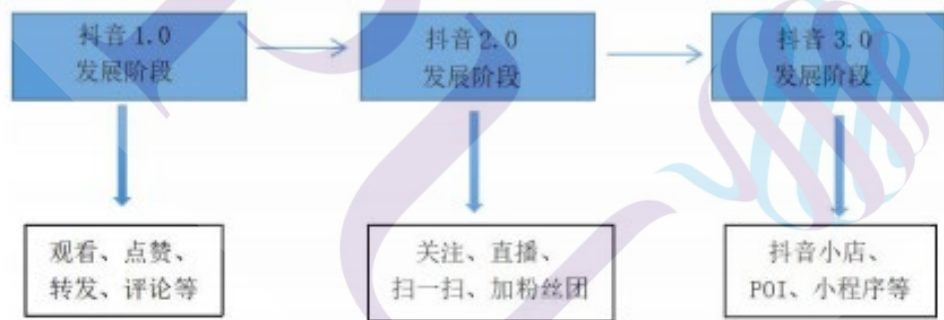 抖音1.0
发展阶段
抖音2.0
发展阶段
抖音 3.0
发展阶段
观看、点赞、
转发、评论等
关注、直播、
扫一扫、加粉丝团
抖音小店、
POI、小程序等